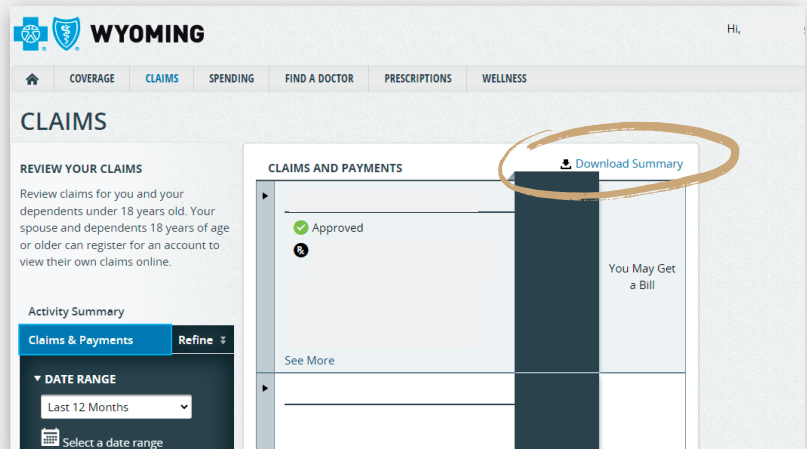 WYOMING
Hi,
COVERAGE CLAIMS SPENDING FIND A DOCTOR PRESCRIPTIONS WELLNESS
CLAIMS
REVIEW YOUR CLAIMS
Review claims for you and your
dependents under 18 years old. Your
spouse and dependents 18 years of age
or older can register for an account to
view their own claims online.
Activity Summary
Claims & Payments Refine
DATE RANGE
Last 12 Months
Select a date range
CLAIMS AND PAYMENTS
Download Summary
Approved
Rx
You May Get
a Bill
See More